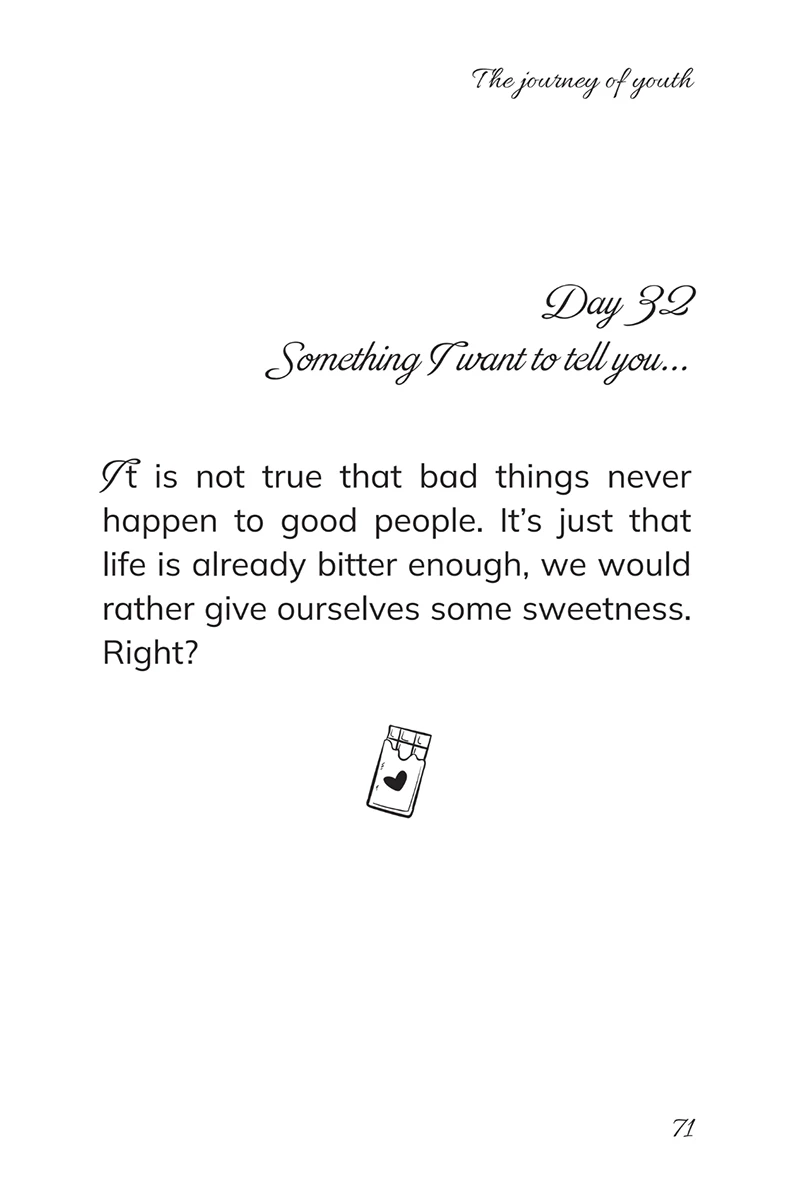 The journey of youth
Day 32
Something I want to tell you...
It is not true that bad things never
happen to good people. It’s just that
life is already bitter enough, we would
rather give ourselves some sweetness.
Right?
71